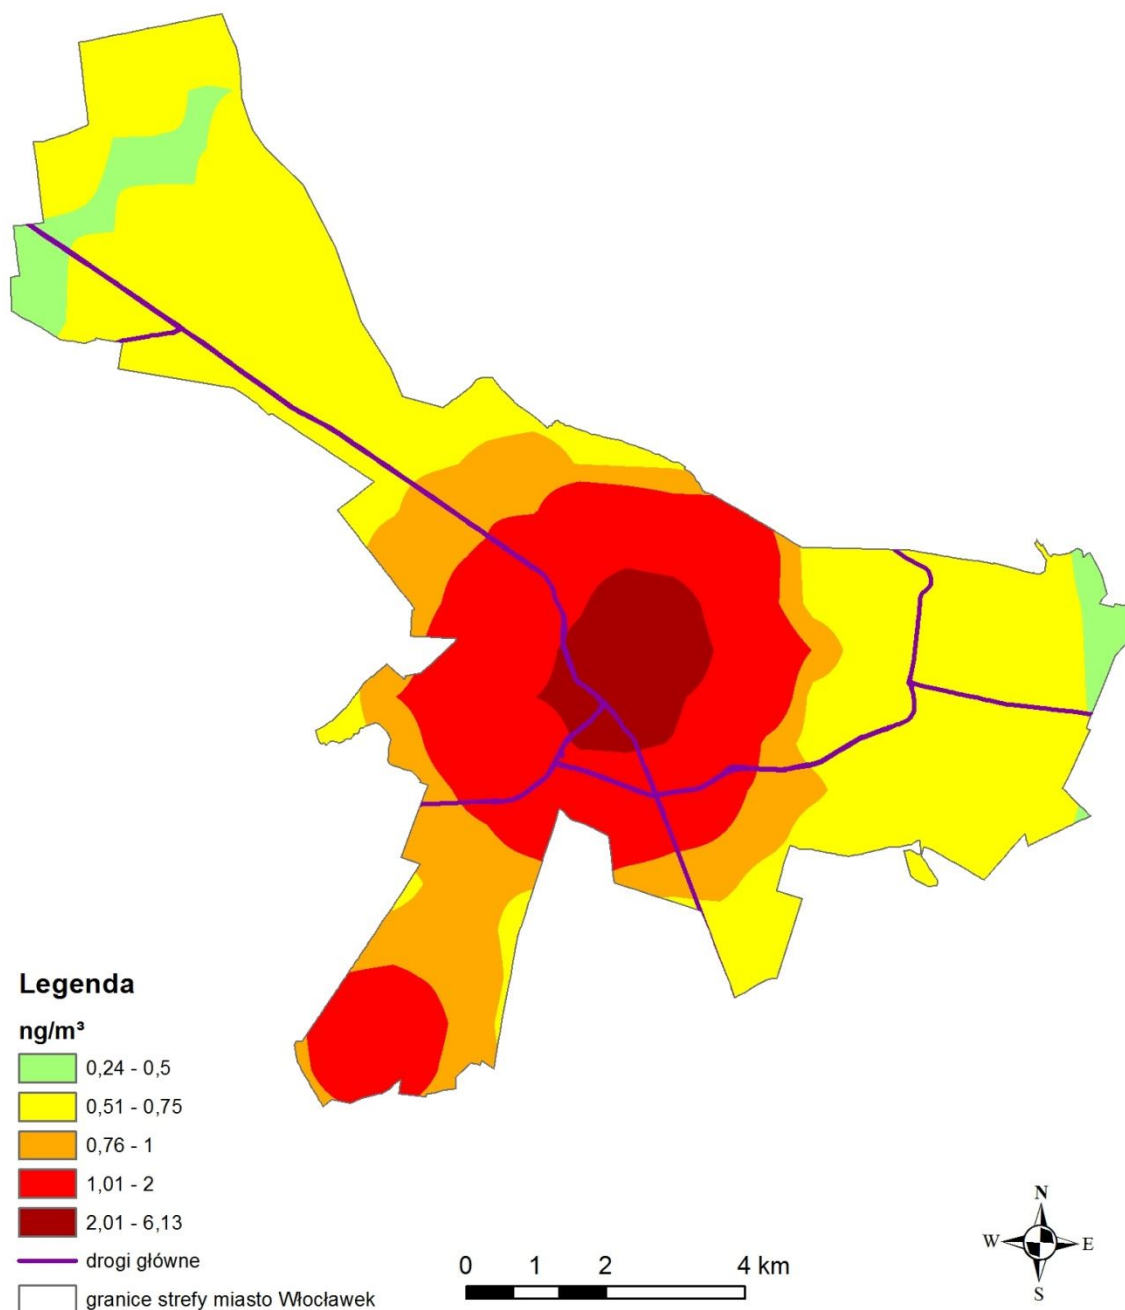 Legenda
ng/m³
0,24 - 0,5
0,51 - 0,75
0,76 - 1
1,01 - 2
2,01 - 6,13
drogi główne
granice strefy miasto Włocławek
0 1 2 4 km
N
W E
S